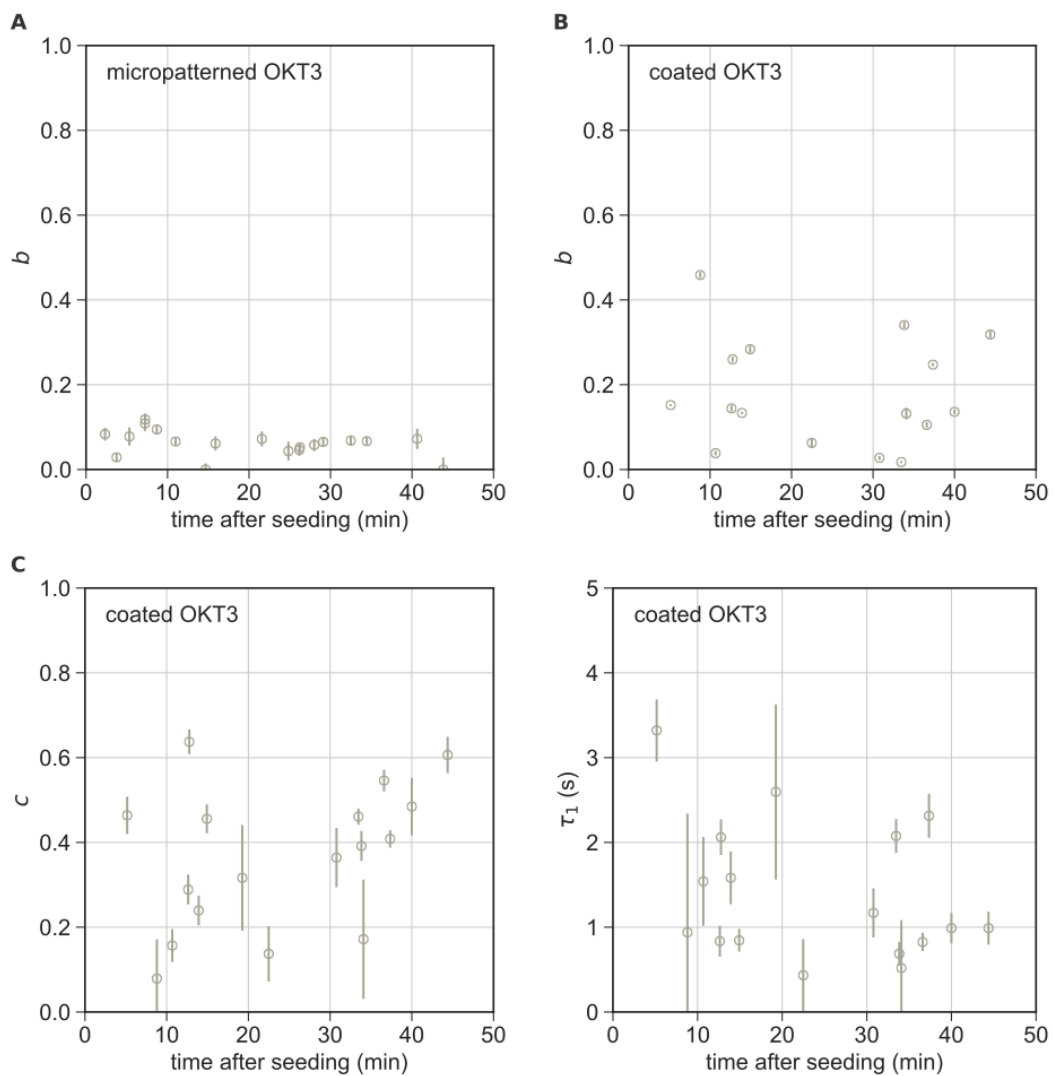 A
micropatterned OKT3
b
1.0
0.8
0.6
0.4
0.2
0.0
0 10 20 30 40 50
time after seeding (min)
B
coated OKT3
b
1.0
0.8
0.6
0.4
0.2
0.0
0 10 20 30 40 50
time after seeding (min)
C
coated OKT3
c
1.0
0.8
0.6
0.4
0.2
0.0
0 10 20 30 40 50
time after seeding (min)
coated OKT3
τ₁ (s)
5
4
3
2
1
0
0 10 20 30 40 50
time after seeding (min)